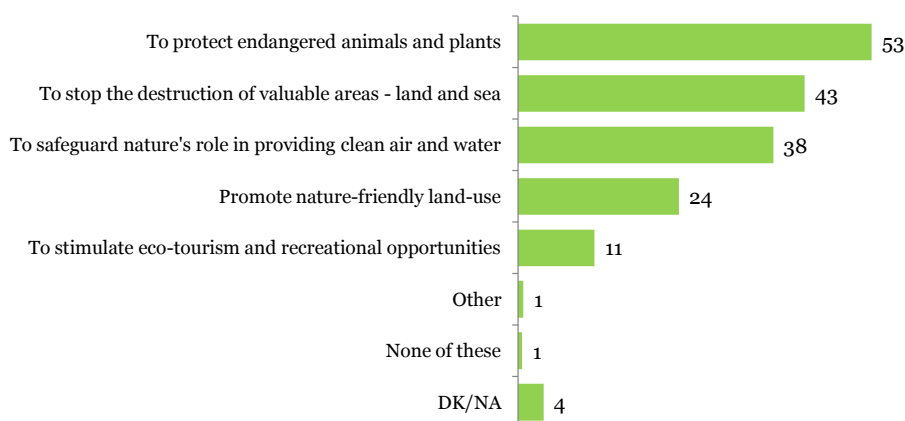 To protect endangered animals and plants 53
To stop the destruction of valuable areas - land and sea 43
To safeguard nature's role in providing clean air and water 38
Promote nature-friendly land-use 24
To stimulate eco-tourism and recreational opportunities 11
Other 1
None of these 1
DK/NA 4